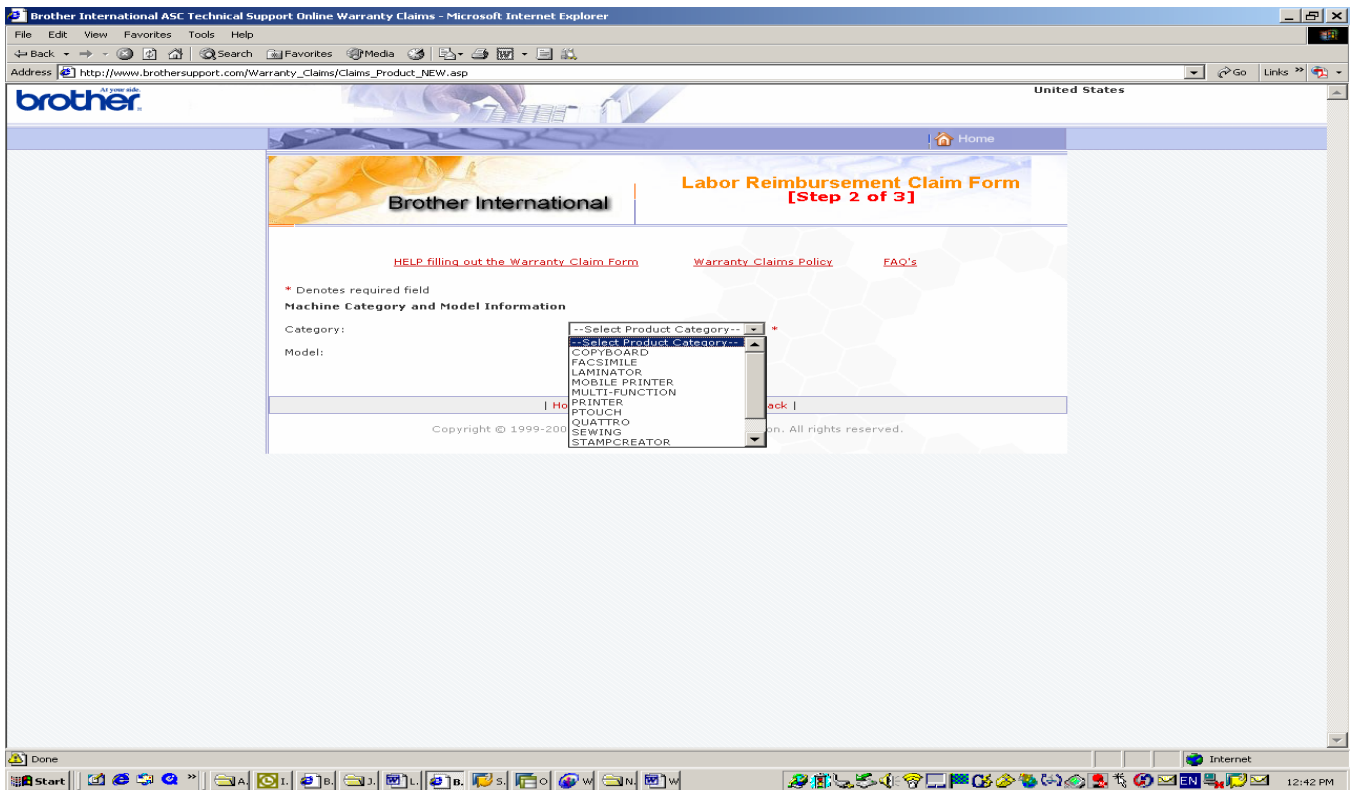 Brother International ASC Technical Support Online Warranty Claims - Microsoft Internet Explorer
File Edit View Favorites Tools Help
Back Search Favorites Media
Address http://www.brothersupport.com/Warranty_Claims/Claims_Product_NEW.asp Go Links »
At your side.
brother. United States
Home
Labor Reimbursement Claim Form
[Step 2 of 3]
Brother International
HELP filling out the Warranty Claim Form Warranty Claims Policy FAQ's
* Denotes required field
Machine Category and Model Information
Category: --Select Product Category-- *
--Select Product Category--
Model:
COPYBOARD
FACSIMILE
LAMINATOR
MOBILE PRINTER
MULTI-FUNCTION
PRINTER
| Ho ack |
PTOUCH
QUATTRO
Copyright © 1999-200 on. All rights reserved.
SEWING
STAMPCREATOR
Done Internet
Start » A. I. B. J. L. B. S. O W N. W EN 12:42 PM